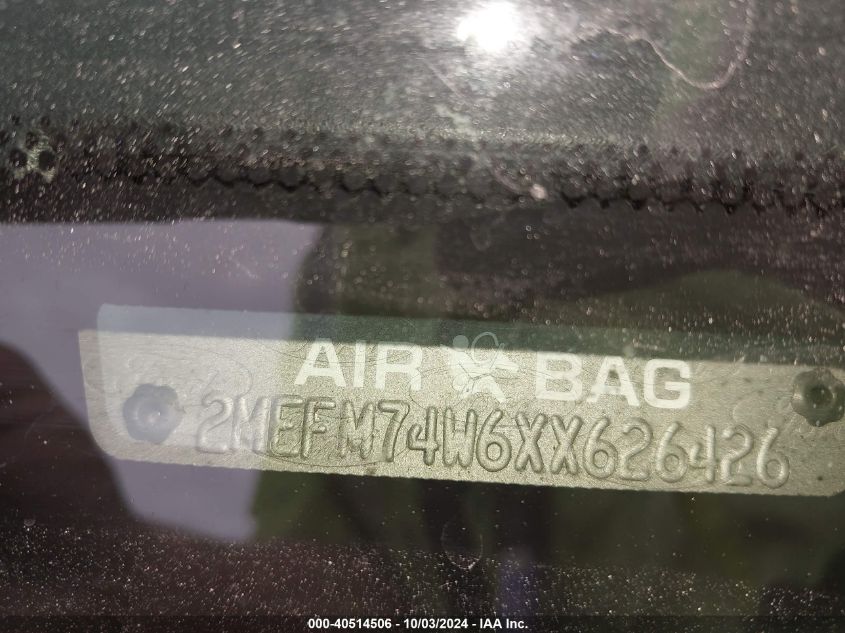 AIR BAG
2MEFM74W6XX626426
000-40514506 - 10/03/2024 - IAA Inc.